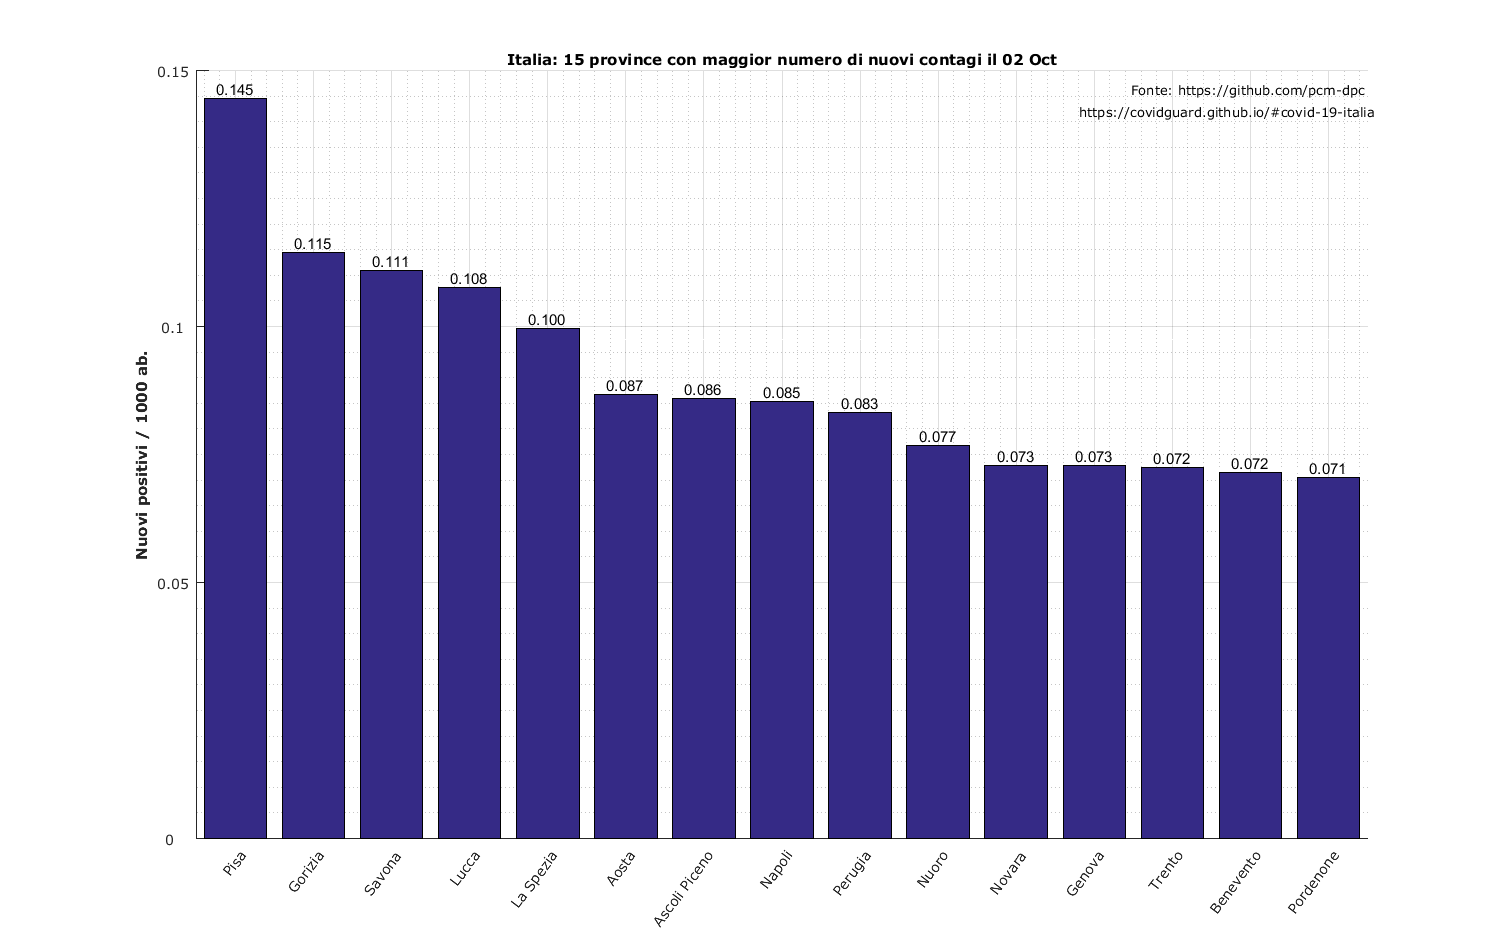 Italia: 15 province con maggior numero di nuovi contagi il 02 Oct
Fonte: https://github.com/pcm-dpc
https://covidguard.github.io/#covid-19-italia
Nuovi positivi / 1000 ab.
0.15
0.1
0.05
0
0.145
0.115
0.111
0.108
0.100
0.087
0.086
0.085
0.083
0.077
0.073
0.073
0.072
0.072
0.071
Pisa
Gorizia
Savona
Lucca
La Spezia
Aosta
Ascoli Piceno
Napoli
Perugia
Nuoro
Novara
Genova
Trento
Benevento
Pordenone